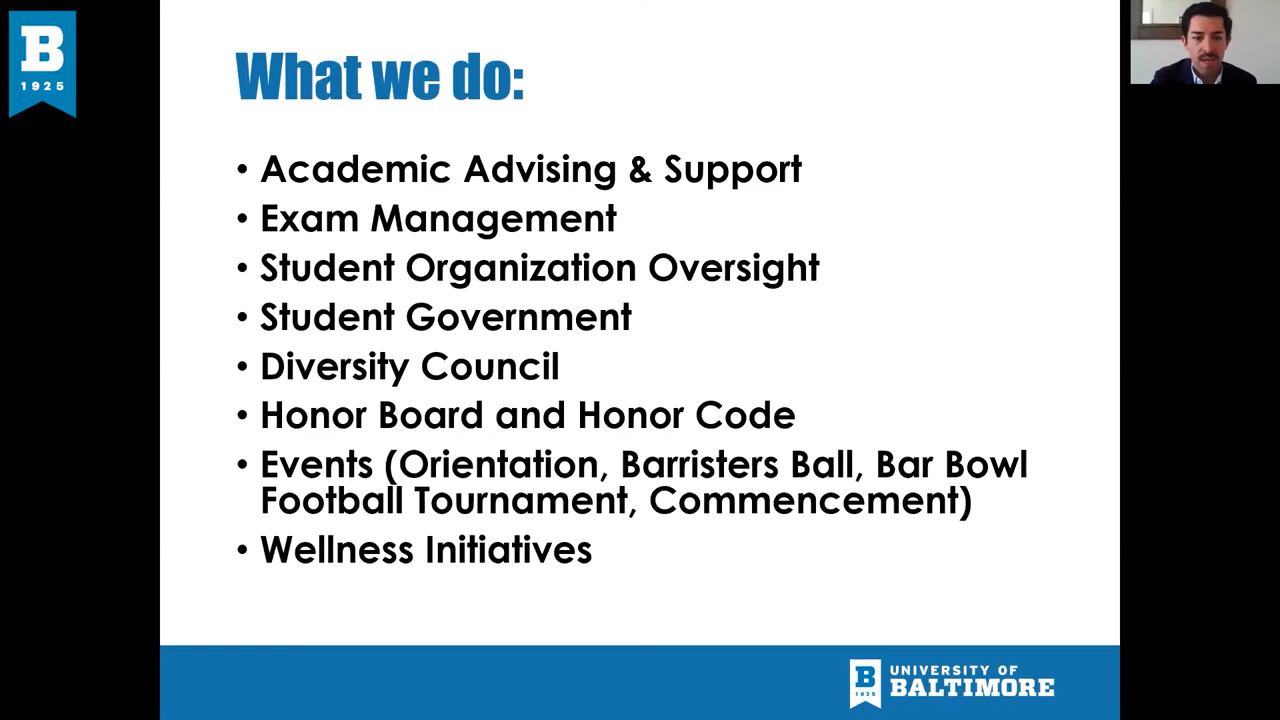 B
1925
What we do:
• Academic Advising & Support
• Exam Management
• Student Organization Oversight
• Student Government
• Diversity Council
• Honor Board and Honor Code
• Events (Orientation, Barristers Ball, Bar Bowl
Football Tournament, Commencement)
• Wellness Initiatives
B
1925
UNIVERSITY OF
BALTIMORE